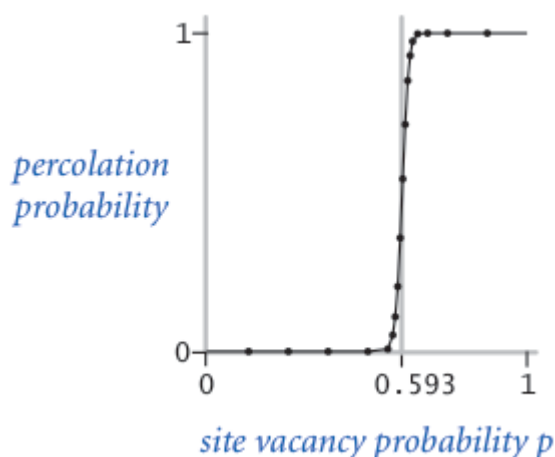 1
percolation
probability
0
0
0.593
1
site vacancy probability p